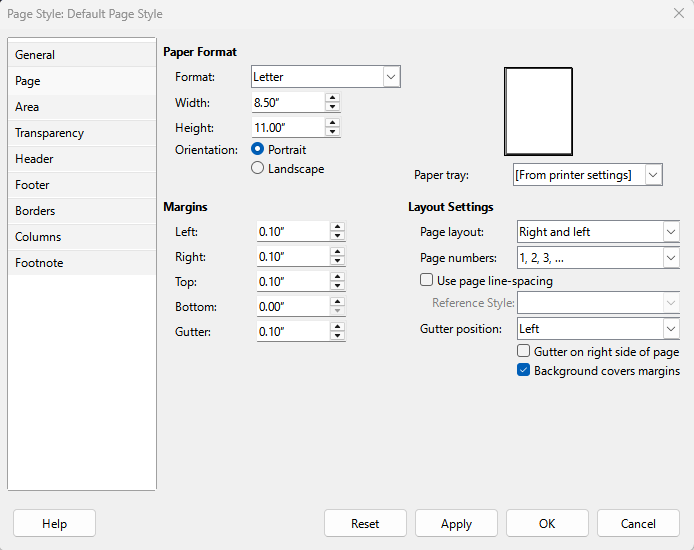 Page Style: Default Page Style
General
Page
Area
Transparency
Header
Footer
Borders
Columns
Footnote
Paper Format
Format: Letter
Width: 8.50"
Height: 11.00"
Orientation: Portrait
Landscape
Paper tray: [From printer settings]
Margins
Left: 0.10"
Right: 0.10"
Top: 0.10"
Bottom: 0.00"
Gutter: 0.10"
Layout Settings
Page layout: Right and left
Page numbers: 1, 2, 3, ...
Use page line-spacing
Reference Style:
Gutter position: Left
Gutter on right side of page
Background covers margins
Help
Reset
Apply
OK
Cancel